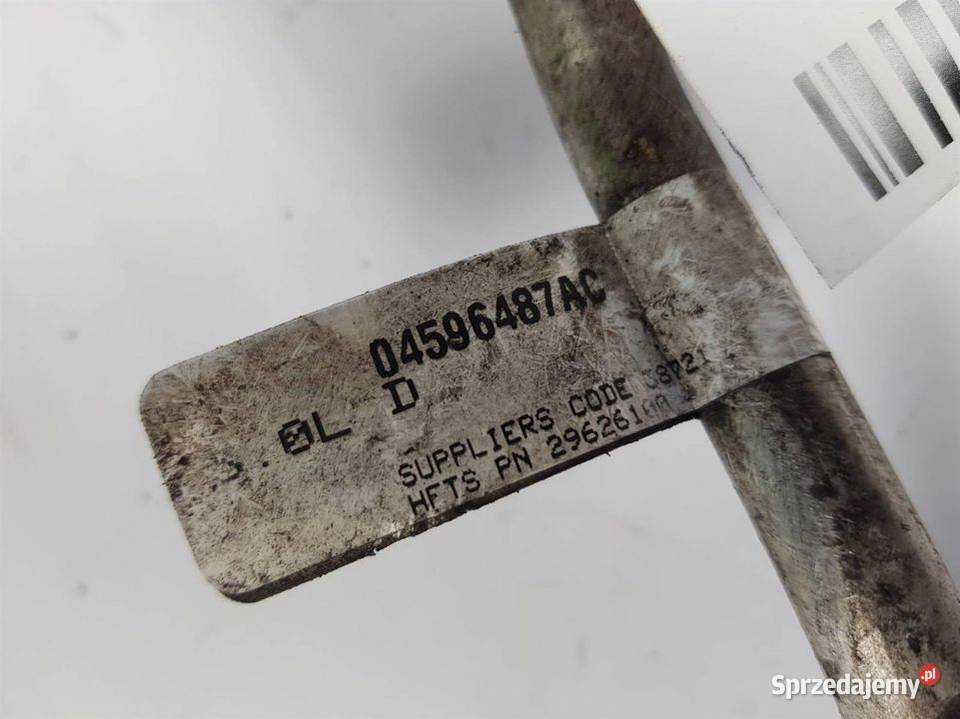 04596487AC
D
SUPPLIERS CODE
HFTS PN
Sprzedajemy.pl